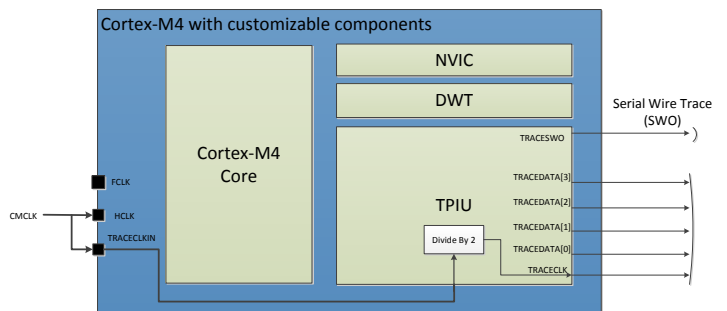 Cortex-M4 with customizable components
NVIC
DWT
Serial Wire Trace
(SWO)
TRACESWO
Cortex-M4
Core
TRACEDATA[3]
FCLK
TPIU
TRACEDATA[2]
CMCLK
HCLK
TRACEDATA[1]
Divide By 2
TRACECLKIN
TRACEDATA[0]
TRACECLK